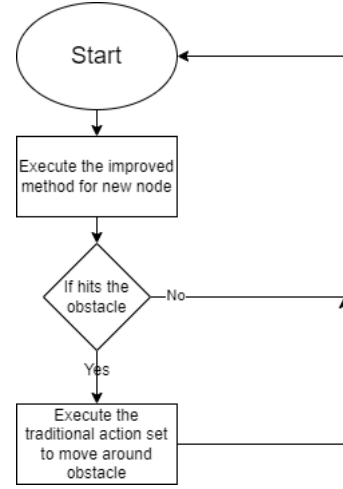 Start
Execute the improved
method for new node
If hits the
obstacle
No
Yes
Execute the
traditional action set
to move around
obstacle